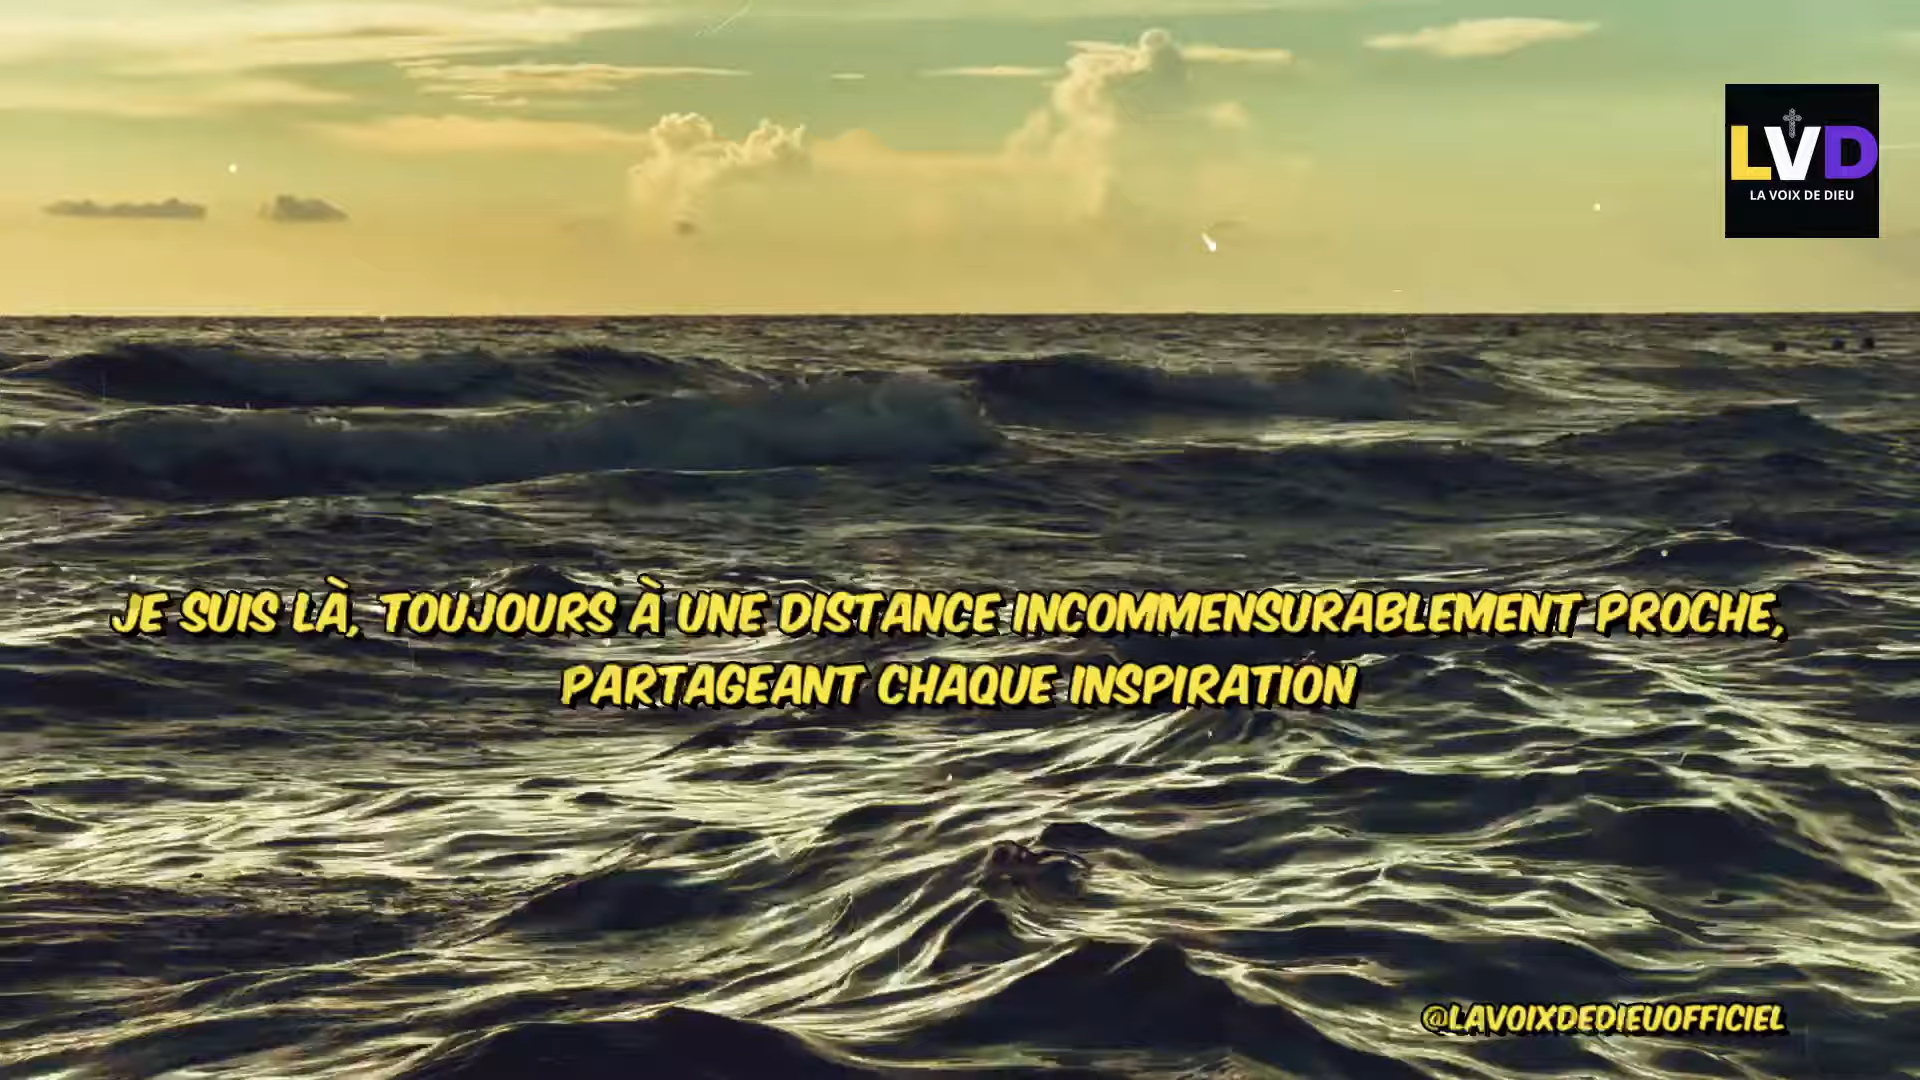 LVD
LA VOIX DE DIEU
JE SUIS LÀ, TOUJOURS À UNE DISTANCE INCOMMENSURABLEMENT PROCHE,
PARTAGEANT CHAQUE INSPIRATION
@LAVOIXDEDIEUOFFICIEL